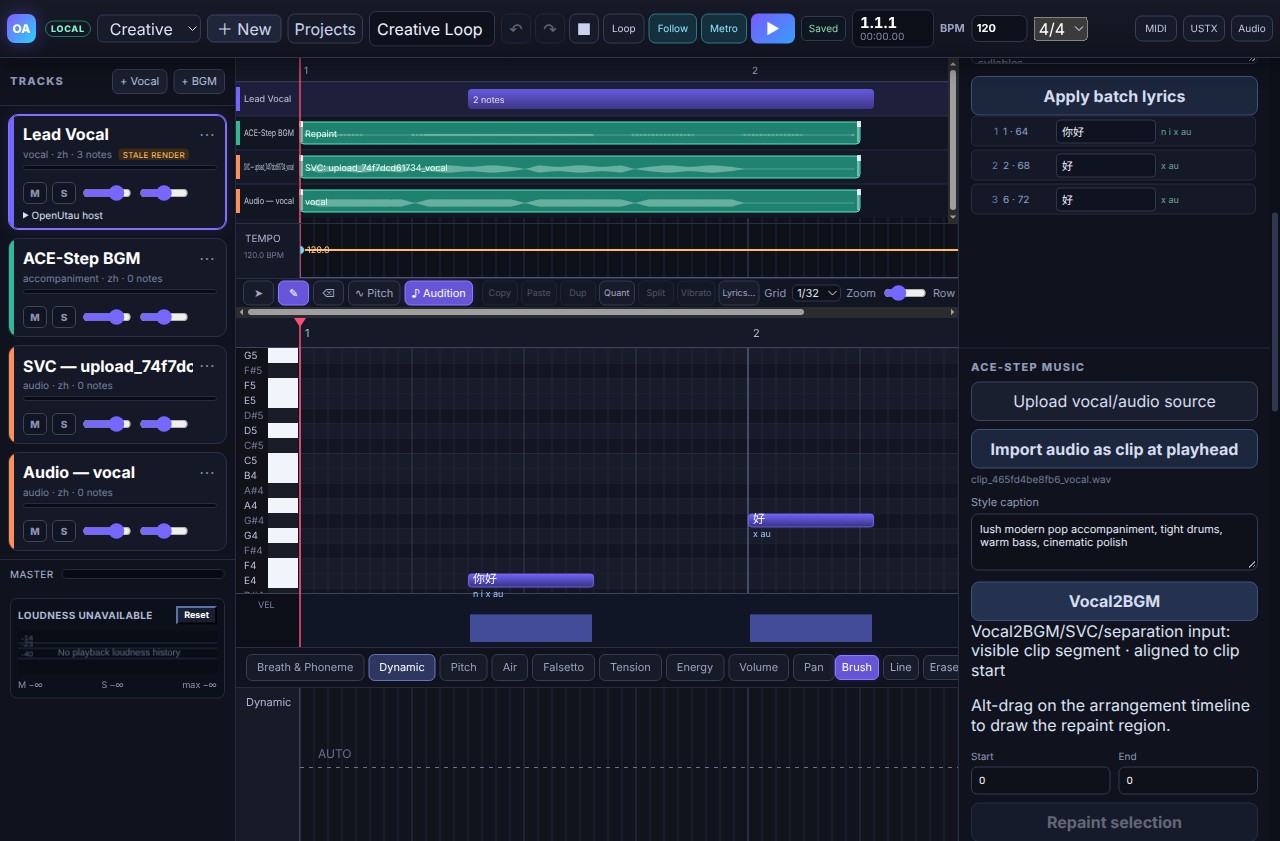 OA LOCAL Creative + New Projects Creative Loop Loop Follow Metro Saved 1.1.1 00:00.00 BPM 120 4/4 MIDI USTX Audio
TRACKS + Vocal + BGM
Lead Vocal ...
vocal · zh · 3 notes STALE RENDER
M S
OpenUtau host
ACE-Step BGM ...
accompaniment · zh · 0 notes
M S
SVC — upload_74f7dc ...
audio · zh · 0 notes
M S
Audio — vocal ...
audio · zh · 0 notes
M S
MASTER
LOUDNESS UNAVAILABLE Reset
No playback loudness history
M −∞ S −∞ max −∞
1 2
Lead Vocal 2 notes
ACE-Step BGM Repaint
SVC: upload_74f7dcd61734_vocal
Audio — vocal vocal
TEMPO
120.0 BPM
120.0
Pitch Audition Copy Paste Dup Quant Split Vibrato Lyrics... Grid 1/32 Zoom Row
1 2
G5
F#5
F5
E5
D#5
D5
C#5
C5
B4
A#4
A4
G#4 好
G4 x au
F#4
F4
E4 你好
n i x au
VEL
Breath & Phoneme Dynamic Pitch Air Falsetto Tension Energy Volume Pan Brush Line Erase
Dynamic
AUTO
syllables
Apply batch lyrics
1 1 · 64 你好 n i x au
2 2 · 68 好 x au
3 6 · 72 好 x au
ACE-STEP MUSIC
Upload vocal/audio source
Import audio as clip at playhead
clip_465fd4be8fb6_vocal.wav
Style caption
lush modern pop accompaniment, tight drums,
warm bass, cinematic polish
Vocal2BGM
Vocal2BGM/SVC/separation input:
visible clip segment · aligned to clip
start
Alt-drag on the arrangement timeline
to draw the repaint region.
Start End
0 0
Repaint selection